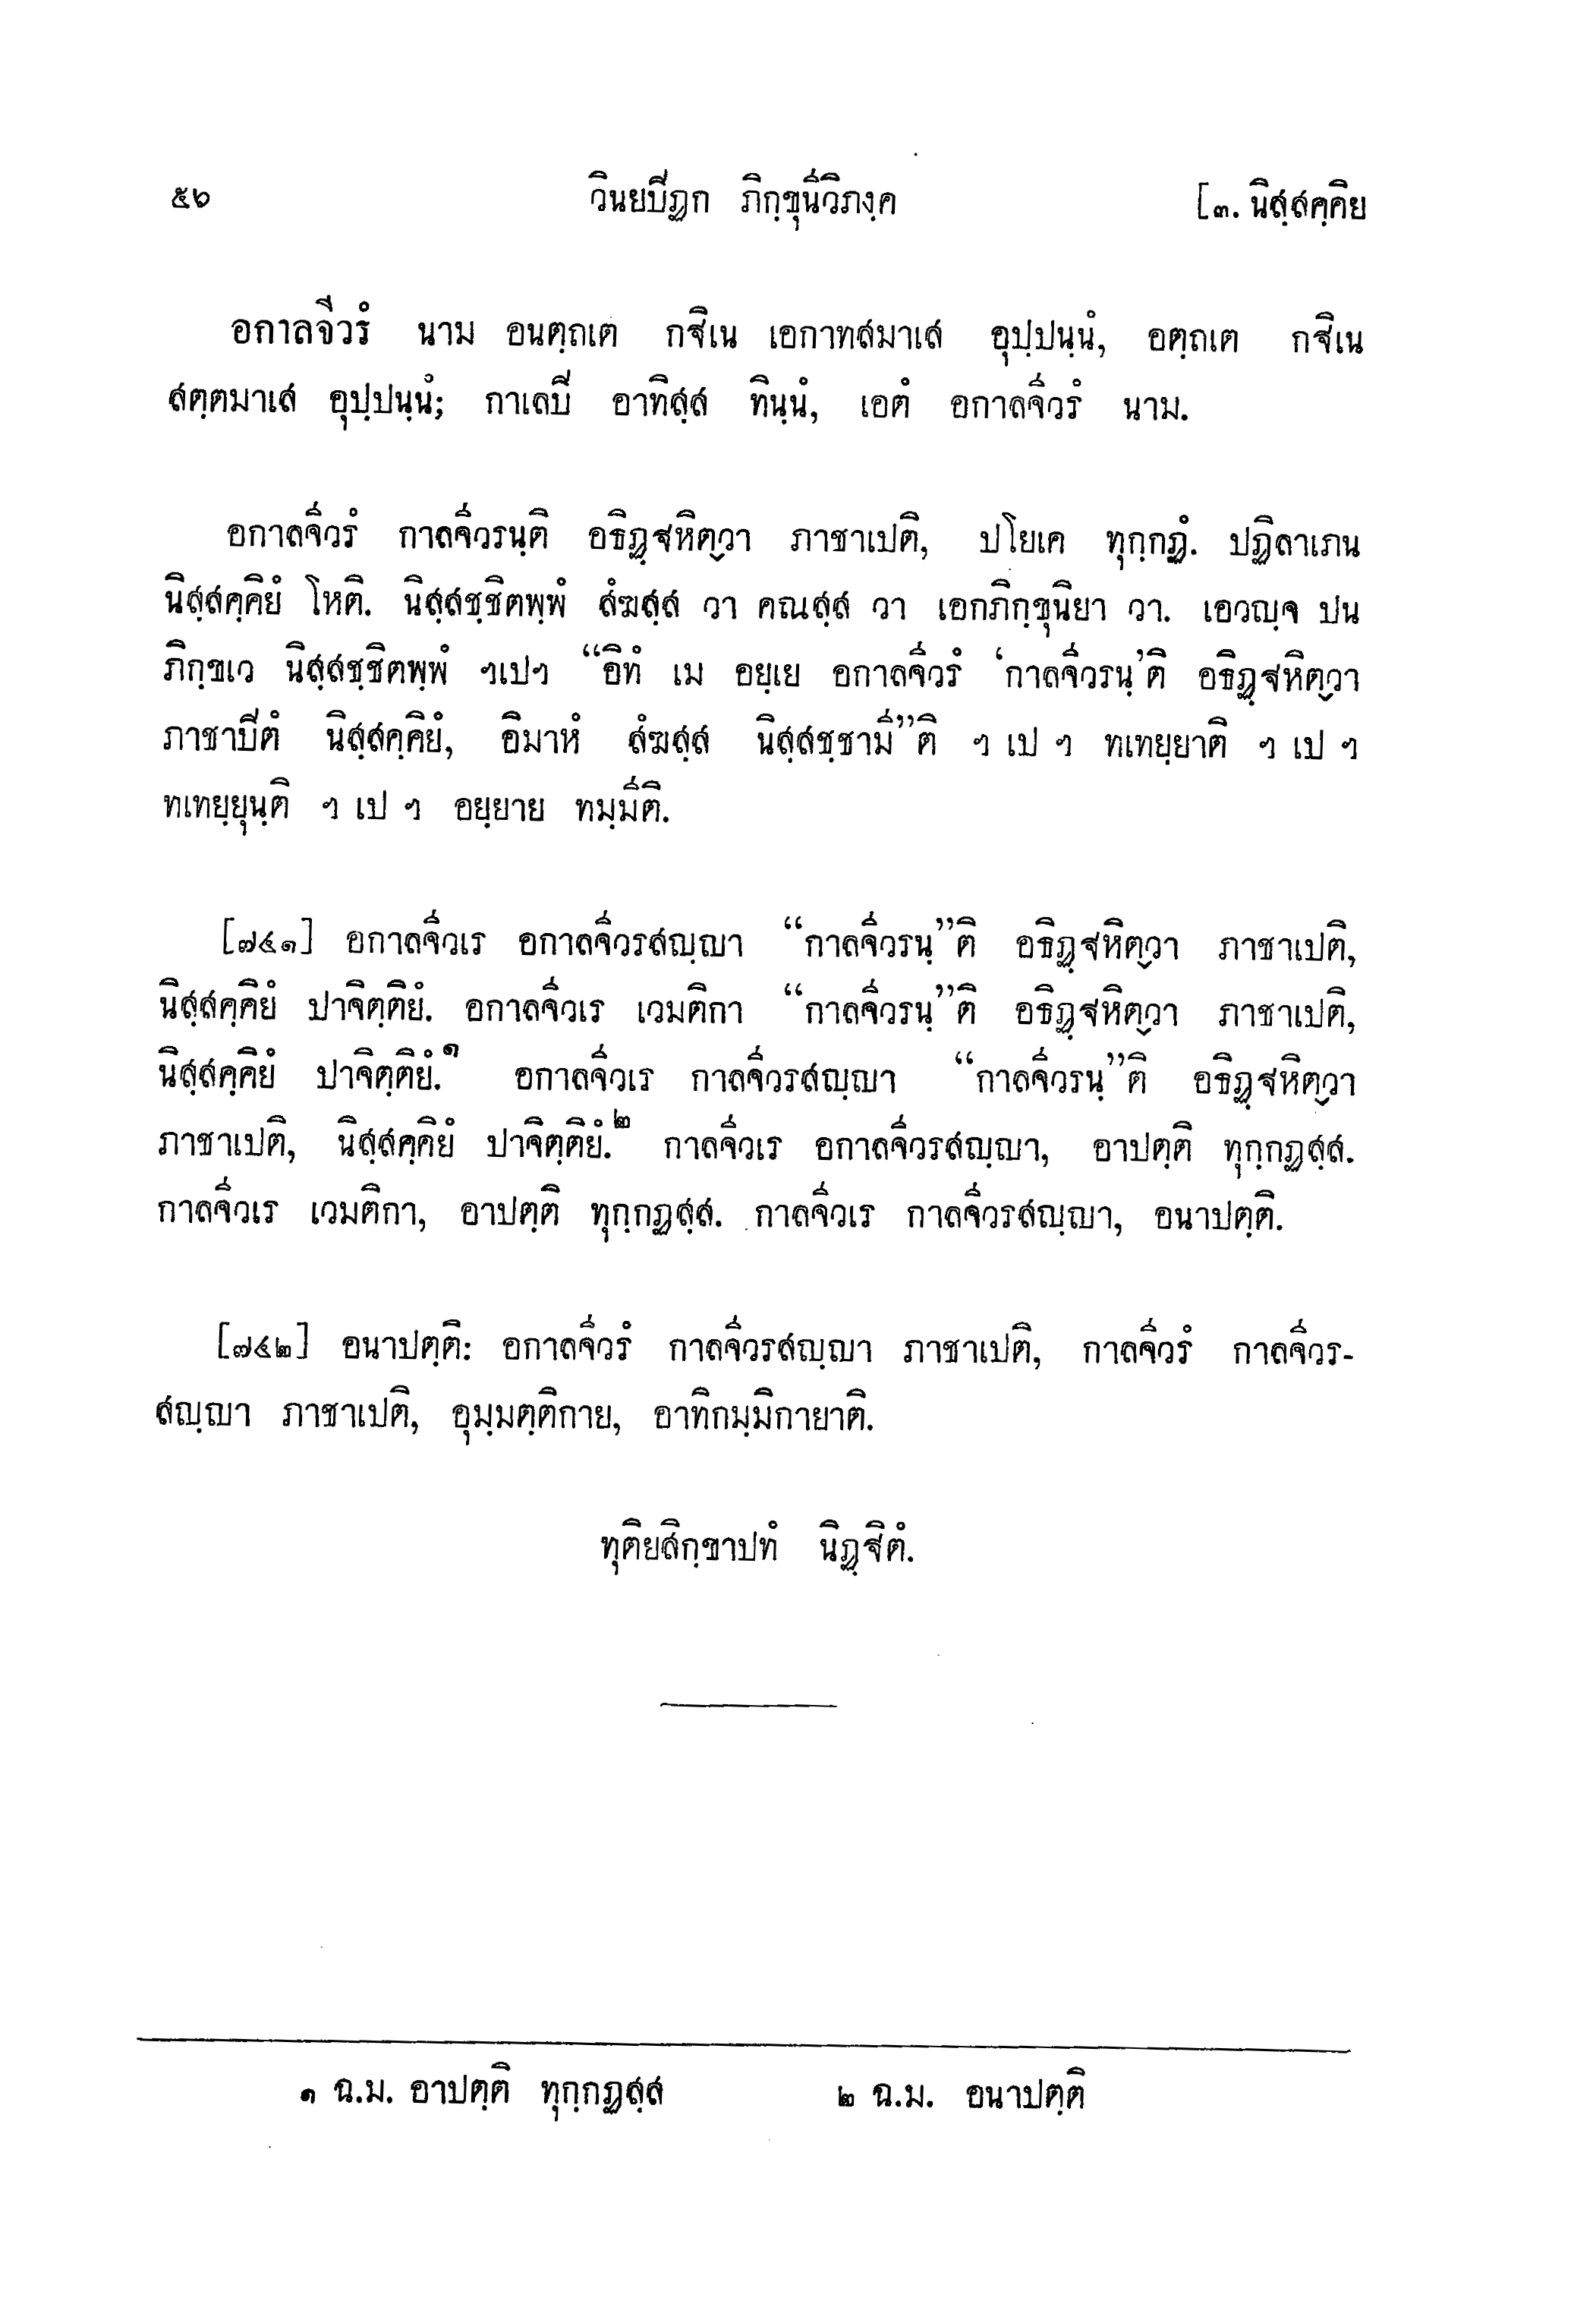 ๕๖ วินยปิฏก ภิกฺขุนีวิภงฺค [๓. นิสฺสคฺคิย
อกาลจีวรํ นาม อนตฺถเต กฐิเน เอกาทสมาเส อุปฺปนฺนํ, อตฺถเต กฐิเน
สตฺตมาเส อุปฺปนฺนํ; กาเลปิ อาทิสฺส ทินฺนํ, เอตํ อกาลจีวรํ นาม.
อกาลจีวรํ กาลจีวรนฺติ อธิฏฺฐหิตฺวา ภาชาเปติ, ปโยเค ทุกฺกฏํ. ปฏิลาเภน
นิสฺสคฺคิยํ โหติ. นิสฺสชฺชิตพฺพํ สํฆสฺส วา คณสฺส วา เอกภิกฺขุนิยา วา. เอวญฺจ ปน
ภิกฺขเว นิสฺสชฺชิตพฺพํ ฯเปฯ “อิทํ เม อยฺเย อกาลจีวรํ ‘กาลจีวรนฺ’ติ อธิฏฺฐหิตฺวา
ภาชาปิตํ นิสฺสคฺคิยํ, อิมาหํ สํฆสฺส นิสฺสชฺชามี”ติ ฯ เป ฯ ทเทยฺยาติ ฯ เป ฯ
ทเทยฺยุนฺติ ฯ เป ฯ อยฺยาย ทมฺมีติ.
[๗๔๑] อกาลจีวเร อกาลจีวรสญฺญา “กาลจีวรนฺ”ติ อธิฏฺฐหิตฺวา ภาชาเปติ,
นิสฺสคฺคิยํ ปาจิตฺติยํ. อกาลจีวเร เวมติกา “กาลจีวรนฺ”ติ อธิฏฺฐหิตฺวา ภาชาเปติ,
นิสฺสคฺคิยํ ปาจิตฺติยํ.๑ อกาลจีวเร กาลจีวรสญฺญา “กาลจีวรนฺ”ติ อธิฏฺฐหิตฺวา
ภาชาเปติ, นิสฺสคฺคิยํ ปาจิตฺติยํ.๒ กาลจีวเร อกาลจีวรสญฺญา, อาปตฺติ ทุกฺกฏสฺส.
กาลจีวเร เวมติกา, อาปตฺติ ทุกฺกฏสฺส. กาลจีวเร กาลจีวรสญฺญา, อนาปตฺติ.
[๗๔๒] อนาปตฺติ: อกาลจีวรํ กาลจีวรสญฺญา ภาชาเปติ, กาลจีวรํ กาลจีวร-
สญฺญา ภาชาเปติ, อุมฺมตฺติกาย, อาทิกมฺมิกายาติ.
ทุติยสิกฺขาปทํ นิฏฺฐิตํ.
๑ ฉ.ม. อาปตฺติ ทุกฺกฏสฺส ๒ ฉ.ม. อนาปตฺติ